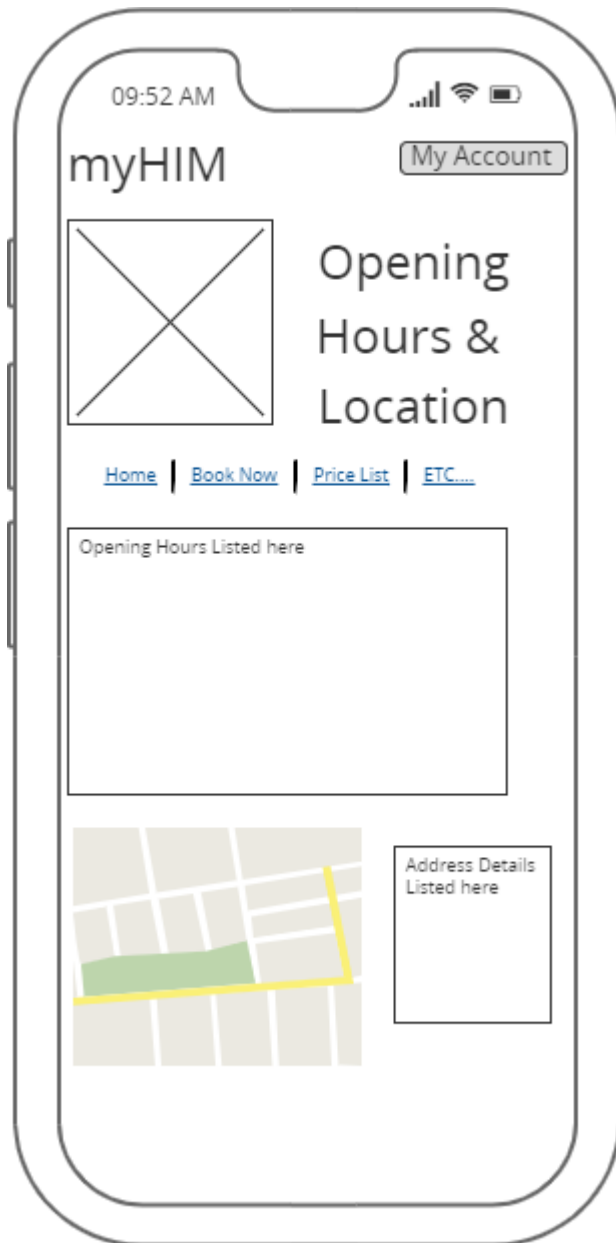 09:52 AM
myHIM
My Account
Opening
Hours &
Location
Home | Book Now | Price List | ETC....
Opening Hours Listed here
Address Details
Listed here